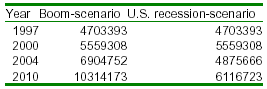 Year Boom-scenario U.S. recession-scenario
1997 4703393 4703393
2000 5559308 5559308
2004 6904752 4875666
2010 10314173 6116723